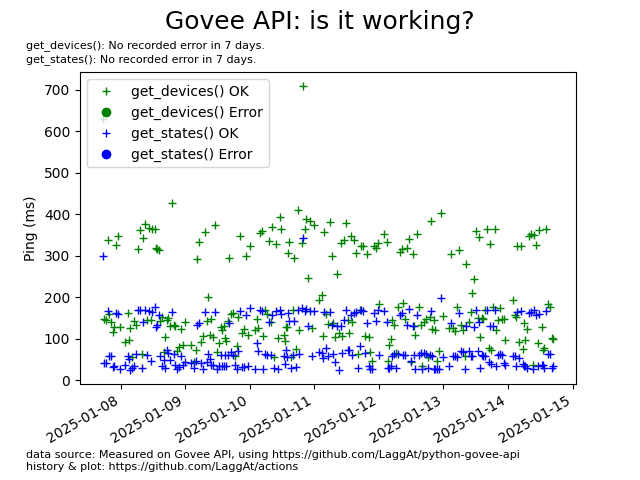 Govee API: is it working?
get_devices(): No recorded error in 7 days.
get_states(): No recorded error in 7 days.
get_devices() OK
get_devices() Error
get_states() OK
get_states() Error
Ping (ms)
700
600
500
400
300
200
100
0
2025-01-08
2025-01-09
2025-01-10
2025-01-11
2025-01-12
2025-01-13
2025-01-14
2025-01-15
data source: Measured on Govee API, using https://github.com/LaggAt/python-govee-api
history & plot: https://github.com/LaggAt/actions